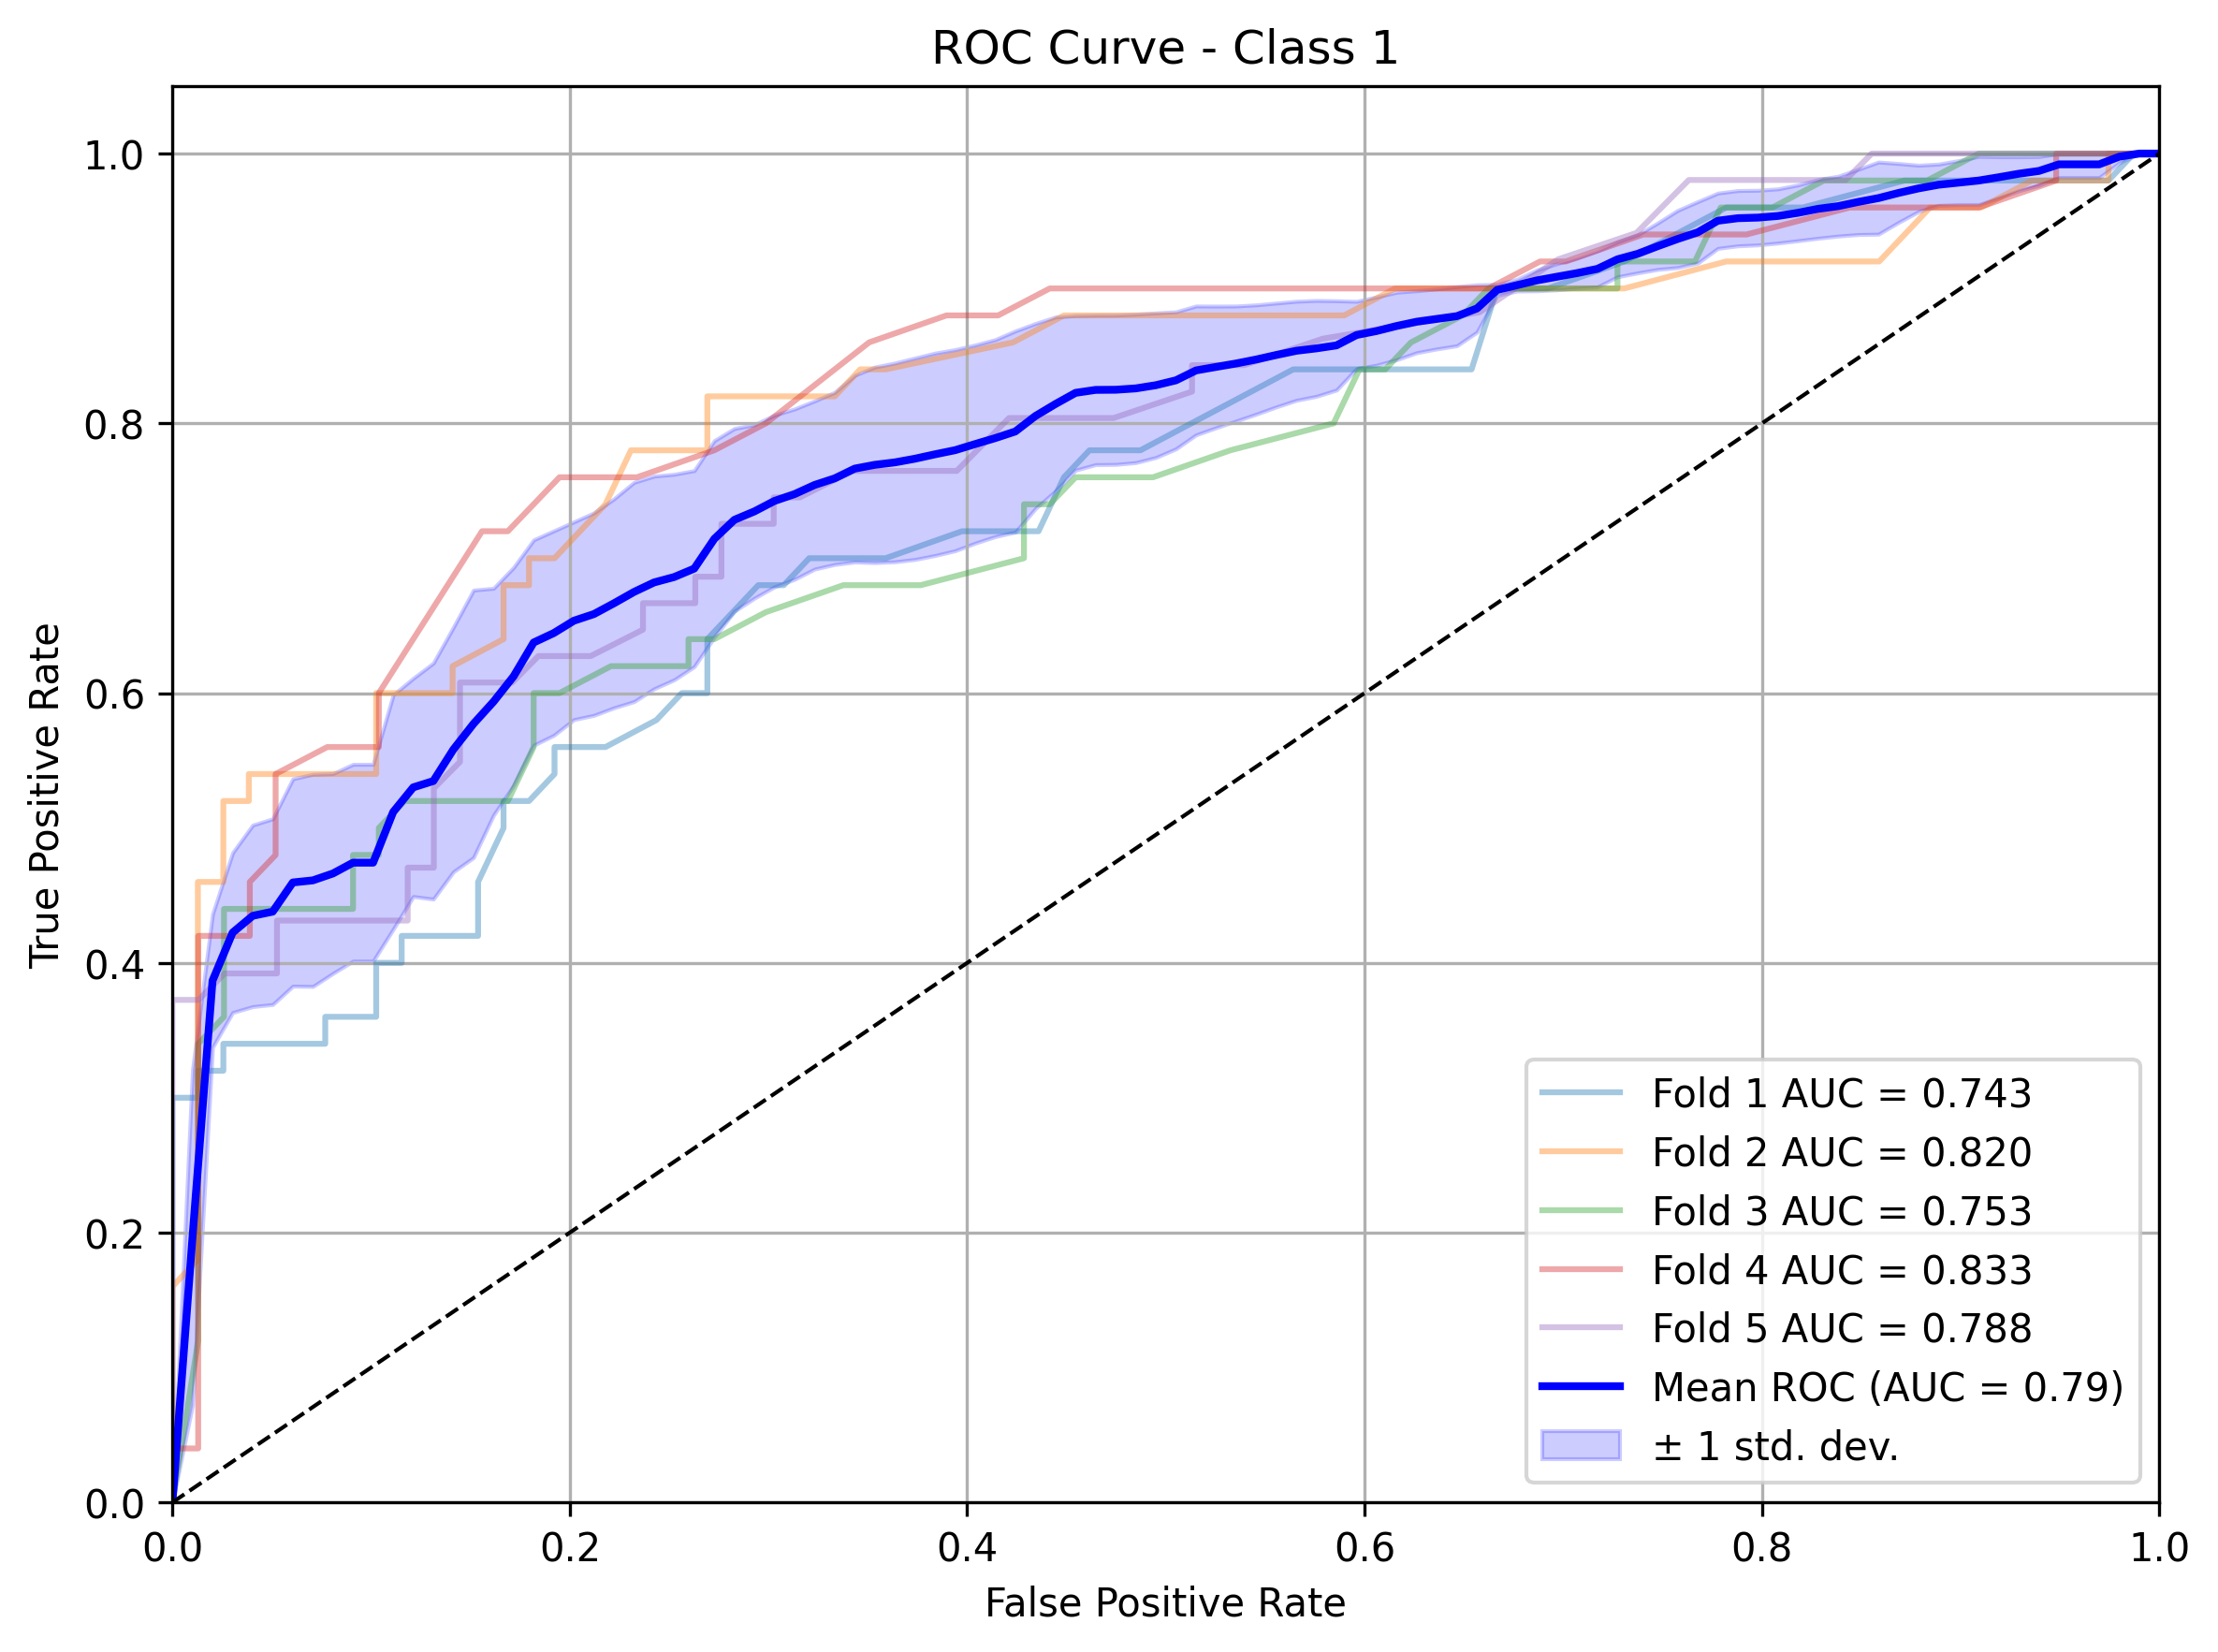 ROC Curve - Class 1
True Positive Rate
1.0
0.8
0.6
0.4
0.2
0.0
0.0 0.2 0.4 0.6 0.8 1.0
False Positive Rate
Fold 1 AUC = 0.743
Fold 2 AUC = 0.820
Fold 3 AUC = 0.753
Fold 4 AUC = 0.833
Fold 5 AUC = 0.788
Mean ROC (AUC = 0.79)
± 1 std. dev.